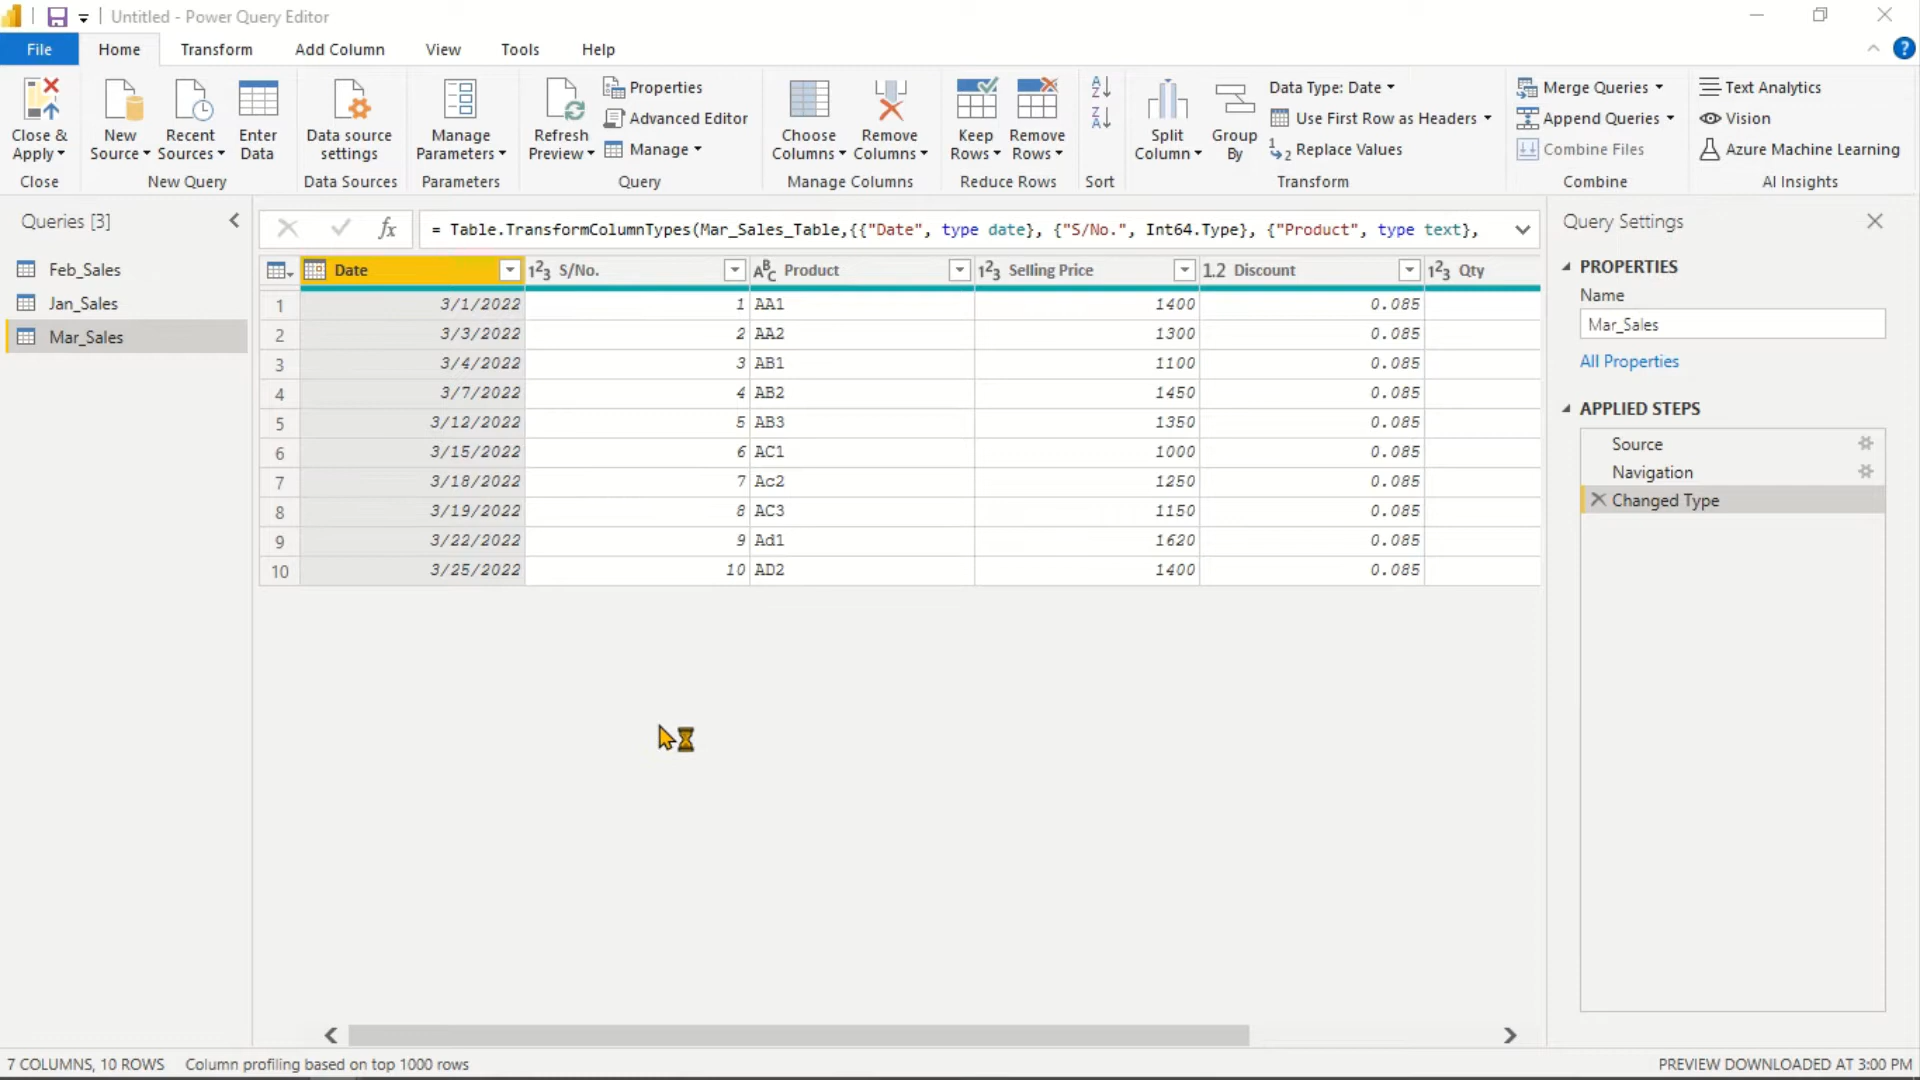 Untitled - Power Query Editor
File Home Transform Add Column View Tools Help
Close & Apply
New Source
Recent Sources
Enter Data
Data source settings
Manage Parameters
Refresh Preview
Properties
Advanced Editor
Manage
Choose Columns
Remove Columns
Keep Rows
Remove Rows
Split Column
Group By
Data Type: Date
Use First Row as Headers
Replace Values
Merge Queries
Append Queries
Combine Files
Text Analytics
Vision
Azure Machine Learning
Close New Query Data Sources Parameters Query Manage Columns Reduce Rows Sort Transform Combine AI Insights
Queries [3]
Feb_Sales
Jan_Sales
Mar_Sales
fx = Table.TransformColumnTypes(Mar_Sales_Table,{{"Date", type date}, {"S/No.", Int64.Type}, {"Product", type text},
Date 123 S/No. ABC Product 123 Selling Price 1.2 Discount 123 Qty
1 3/1/2022 1 AA1 1400 0.085
2 3/3/2022 2 AA2 1300 0.085
3 3/4/2022 3 AB1 1100 0.085
4 3/7/2022 4 AB2 1450 0.085
5 3/12/2022 5 AB3 1350 0.085
6 3/15/2022 6 AC1 1000 0.085
7 3/18/2022 7 Ac2 1250 0.085
8 3/19/2022 8 AC3 1150 0.085
9 3/22/2022 9 Ad1 1620 0.085
10 3/25/2022 10 AD2 1400 0.085
Query Settings
PROPERTIES
Name
Mar_Sales
All Properties
APPLIED STEPS
Source
Navigation
Changed Type
7 COLUMNS, 10 ROWS Column profiling based on top 1000 rows
PREVIEW DOWNLOADED AT 3:00 PM